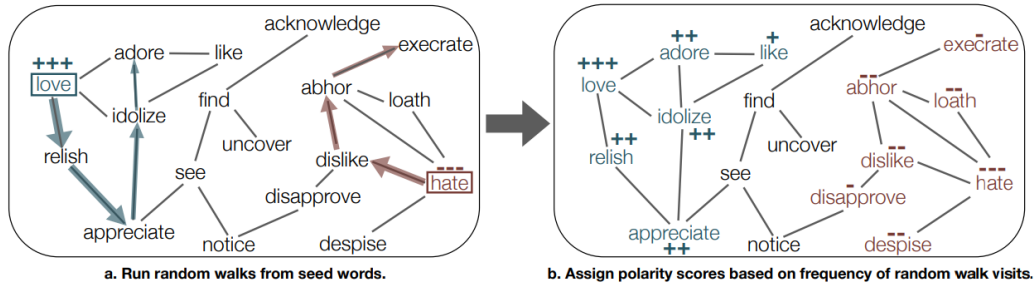 acknowledge
+++ adore like execrate
love abhor
idolize find loath
relish uncover dislike ---
see hate
disapprove
appreciate notice despise
a. Run random walks from seed words.
acknowledge
++ + -
+++ adore like execrate
love -- abhor --
idolize find loath
++ ++ uncover --
relish dislike ---
see - hate
disapprove
appreciate --
++ notice despise
b. Assign polarity scores based on frequency of random walk visits.